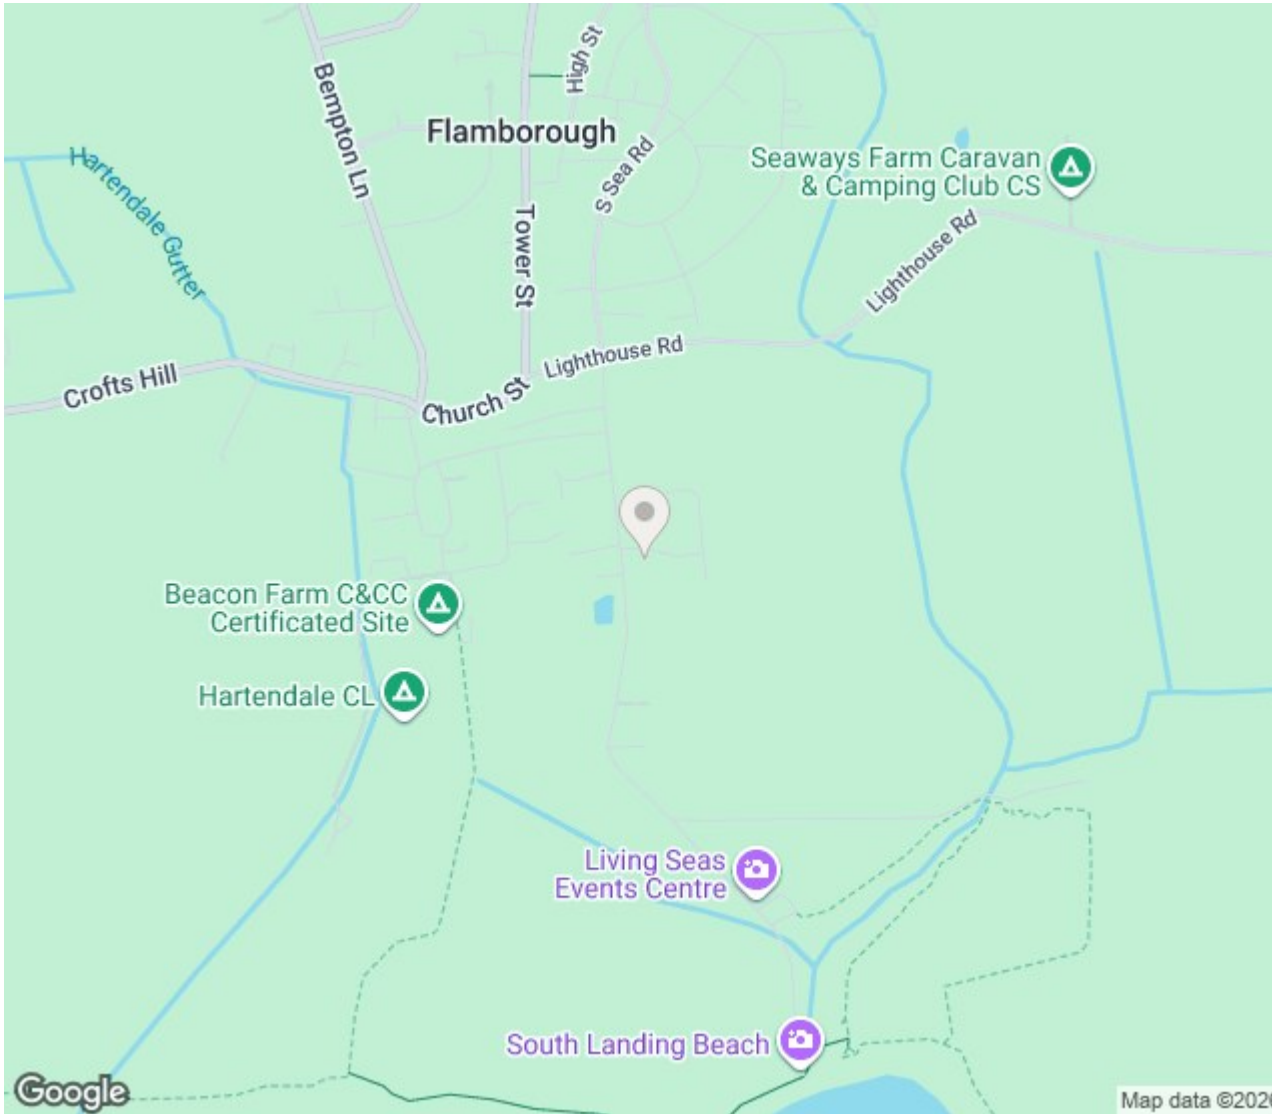 High St
Bempton Ln
Flamborough
S Sea Rd
Hartendale Gutter
Seaways Farm Caravan
& Camping Club CS
Tower St
Lighthouse Rd
Lighthouse Rd
Crofts Hill
Church St
Beacon Farm C&CC
Certificated Site
Hartendale CL
Living Seas
Events Centre
South Landing Beach
Google
Map data ©2026